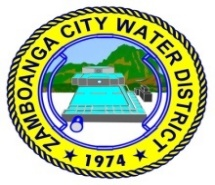 ZAMBOANGA CITY WATER DISTRICT
★ 1974 ★